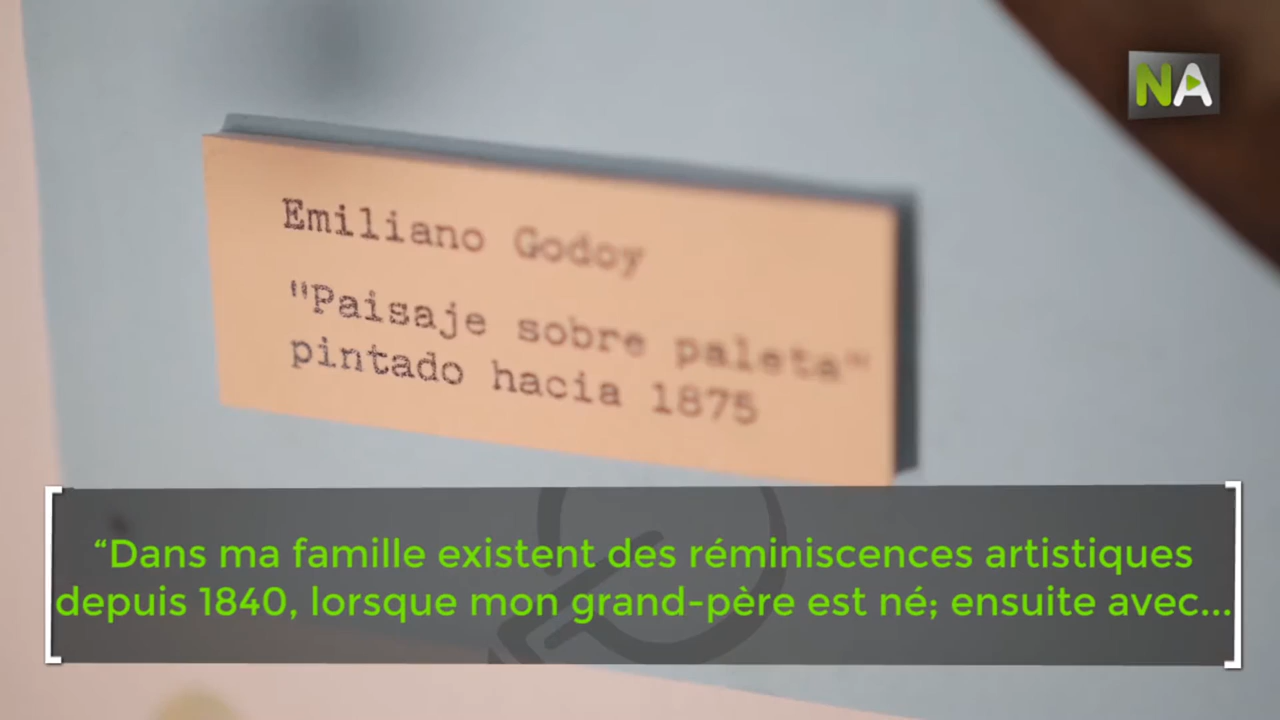 NA
Emiliano Godoy
"Paisaje sobre paleta"
pintado hacia 1875
“Dans ma famille existent des réminiscences artistiques
depuis 1840, lorsque mon grand-père est né; ensuite avec...